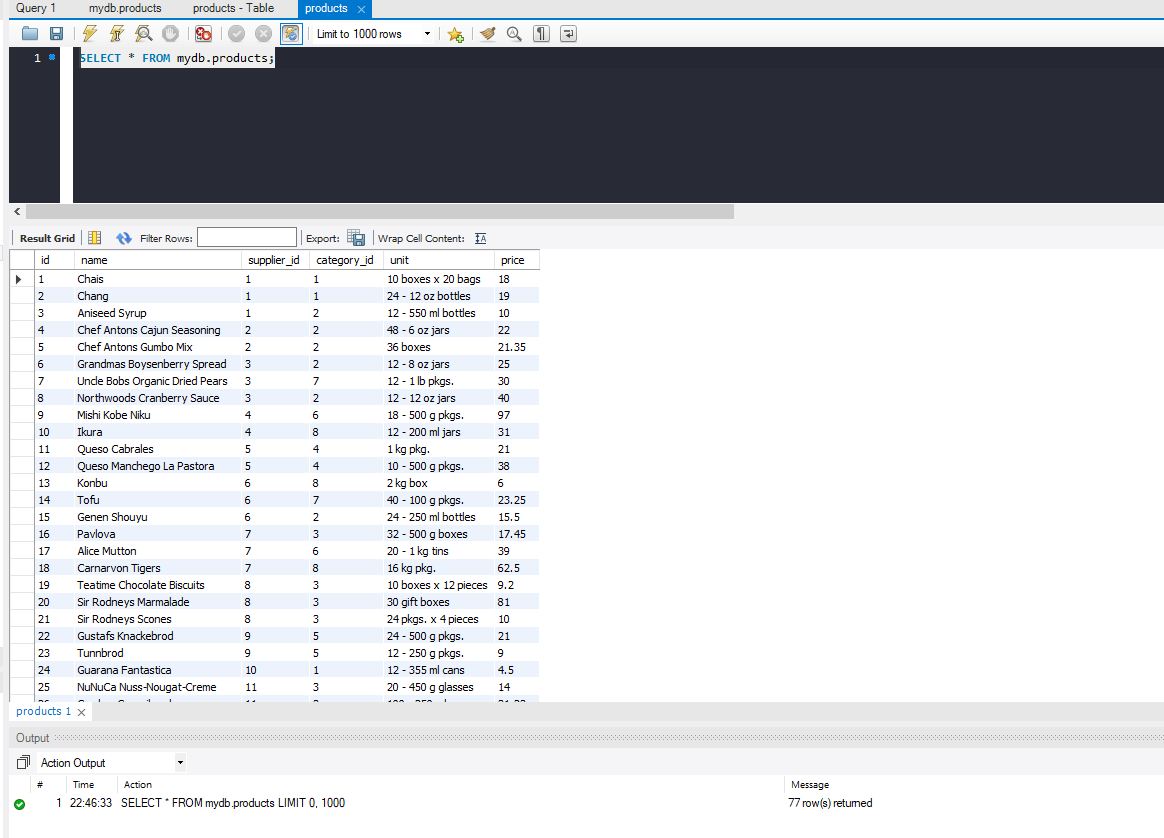 Query 1 mydb.products products - Table products
Limit to 1000 rows
1 SELECT * FROM mydb.products;
Result Grid Filter Rows: Export: Wrap Cell Content:
id name supplier_id category_id unit price
1 Chais 1 1 10 boxes x 20 bags 18
2 Chang 1 1 24 - 12 oz bottles 19
3 Aniseed Syrup 1 2 12 - 550 ml bottles 10
4 Chef Antons Cajun Seasoning 2 2 48 - 6 oz jars 22
5 Chef Antons Gumbo Mix 2 2 36 boxes 21.35
6 Grandmas Boysenberry Spread 3 2 12 - 8 oz jars 25
7 Uncle Bobs Organic Dried Pears 3 7 12 - 1 lb pkgs. 30
8 Northwoods Cranberry Sauce 3 2 12 - 12 oz jars 40
9 Mishi Kobe Niku 4 6 18 - 500 g pkgs. 97
10 Ikura 4 8 12 - 200 ml jars 31
11 Queso Cabrales 5 4 1 kg pkg. 21
12 Queso Manchego La Pastora 5 4 10 - 500 g pkgs. 38
13 Konbu 6 8 2 kg box 6
14 Tofu 6 7 40 - 100 g pkgs. 23.25
15 Genen Shouyu 6 2 24 - 250 ml bottles 15.5
16 Pavlova 7 3 32 - 500 g boxes 17.45
17 Alice Mutton 7 6 20 - 1 kg tins 39
18 Carnarvon Tigers 7 8 16 kg pkg. 62.5
19 Teatime Chocolate Biscuits 8 3 10 boxes x 12 pieces 9.2
20 Sir Rodneys Marmalade 8 3 30 gift boxes 81
21 Sir Rodneys Scones 8 3 24 pkgs. x 4 pieces 10
22 Gustafs Knackebrod 9 5 24 - 500 g pkgs. 21
23 Tunnbrod 9 5 12 - 250 g pkgs. 9
24 Guarana Fantastica 10 1 12 - 355 ml cans 4.5
25 NuNuCa Nuss-Nougat-Creme 11 3 20 - 450 g glasses 14
products 1
Output
Action Output
# Time Action Message
1 22:46:33 SELECT * FROM mydb.products LIMIT 0, 1000 77 row(s) returned